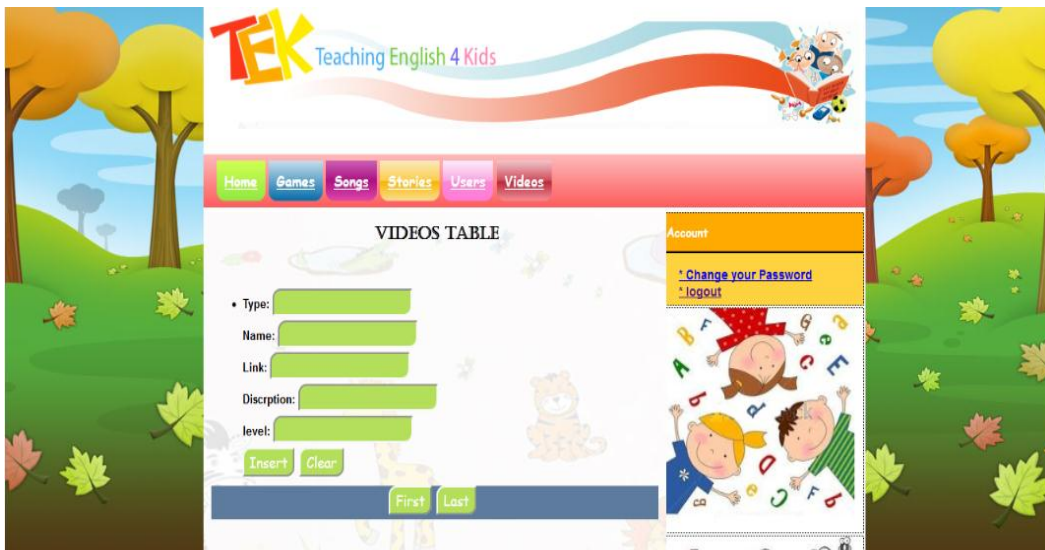 TEK Teaching English 4 Kids
Home Games Songs Stories Users Videos
VIDEOS TABLE
Account
* Change your Password
* logout
• Type:
Name:
Link:
Discrption:
level:
Insert Clear
First Last